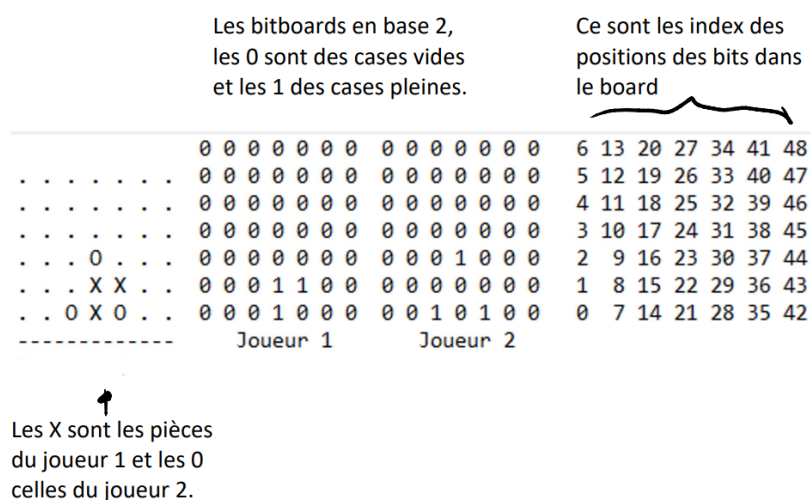 Les bitboards en base 2,
les 0 sont des cases vides
et les 1 des cases pleines.
Ce sont les index des
positions des bits dans
le board
0 0 0 0 0 0 0 0 0 0 0 0 0 0 6 13 20 27 34 41 48
. . . . . . . 0 0 0 0 0 0 0 0 0 0 0 0 0 0 5 12 19 26 33 40 47
. . . . . . . 0 0 0 0 0 0 0 0 0 0 0 0 0 0 4 11 18 25 32 39 46
. . . . . . . 0 0 0 0 0 0 0 0 0 0 0 0 0 0 3 10 17 24 31 38 45
. . . O . . . 0 0 0 0 0 0 0 0 0 0 1 0 0 0 2 9 16 23 30 37 44
. . . X X . . 0 0 0 1 1 0 0 0 0 0 0 0 0 0 1 8 15 22 29 36 43
. . O X O . . 0 0 0 1 0 0 0 0 0 1 0 1 0 0 0 7 14 21 28 35 42
------------- Joueur 1 Joueur 2
Les X sont les pièces
du joueur 1 et les 0
celles du joueur 2.